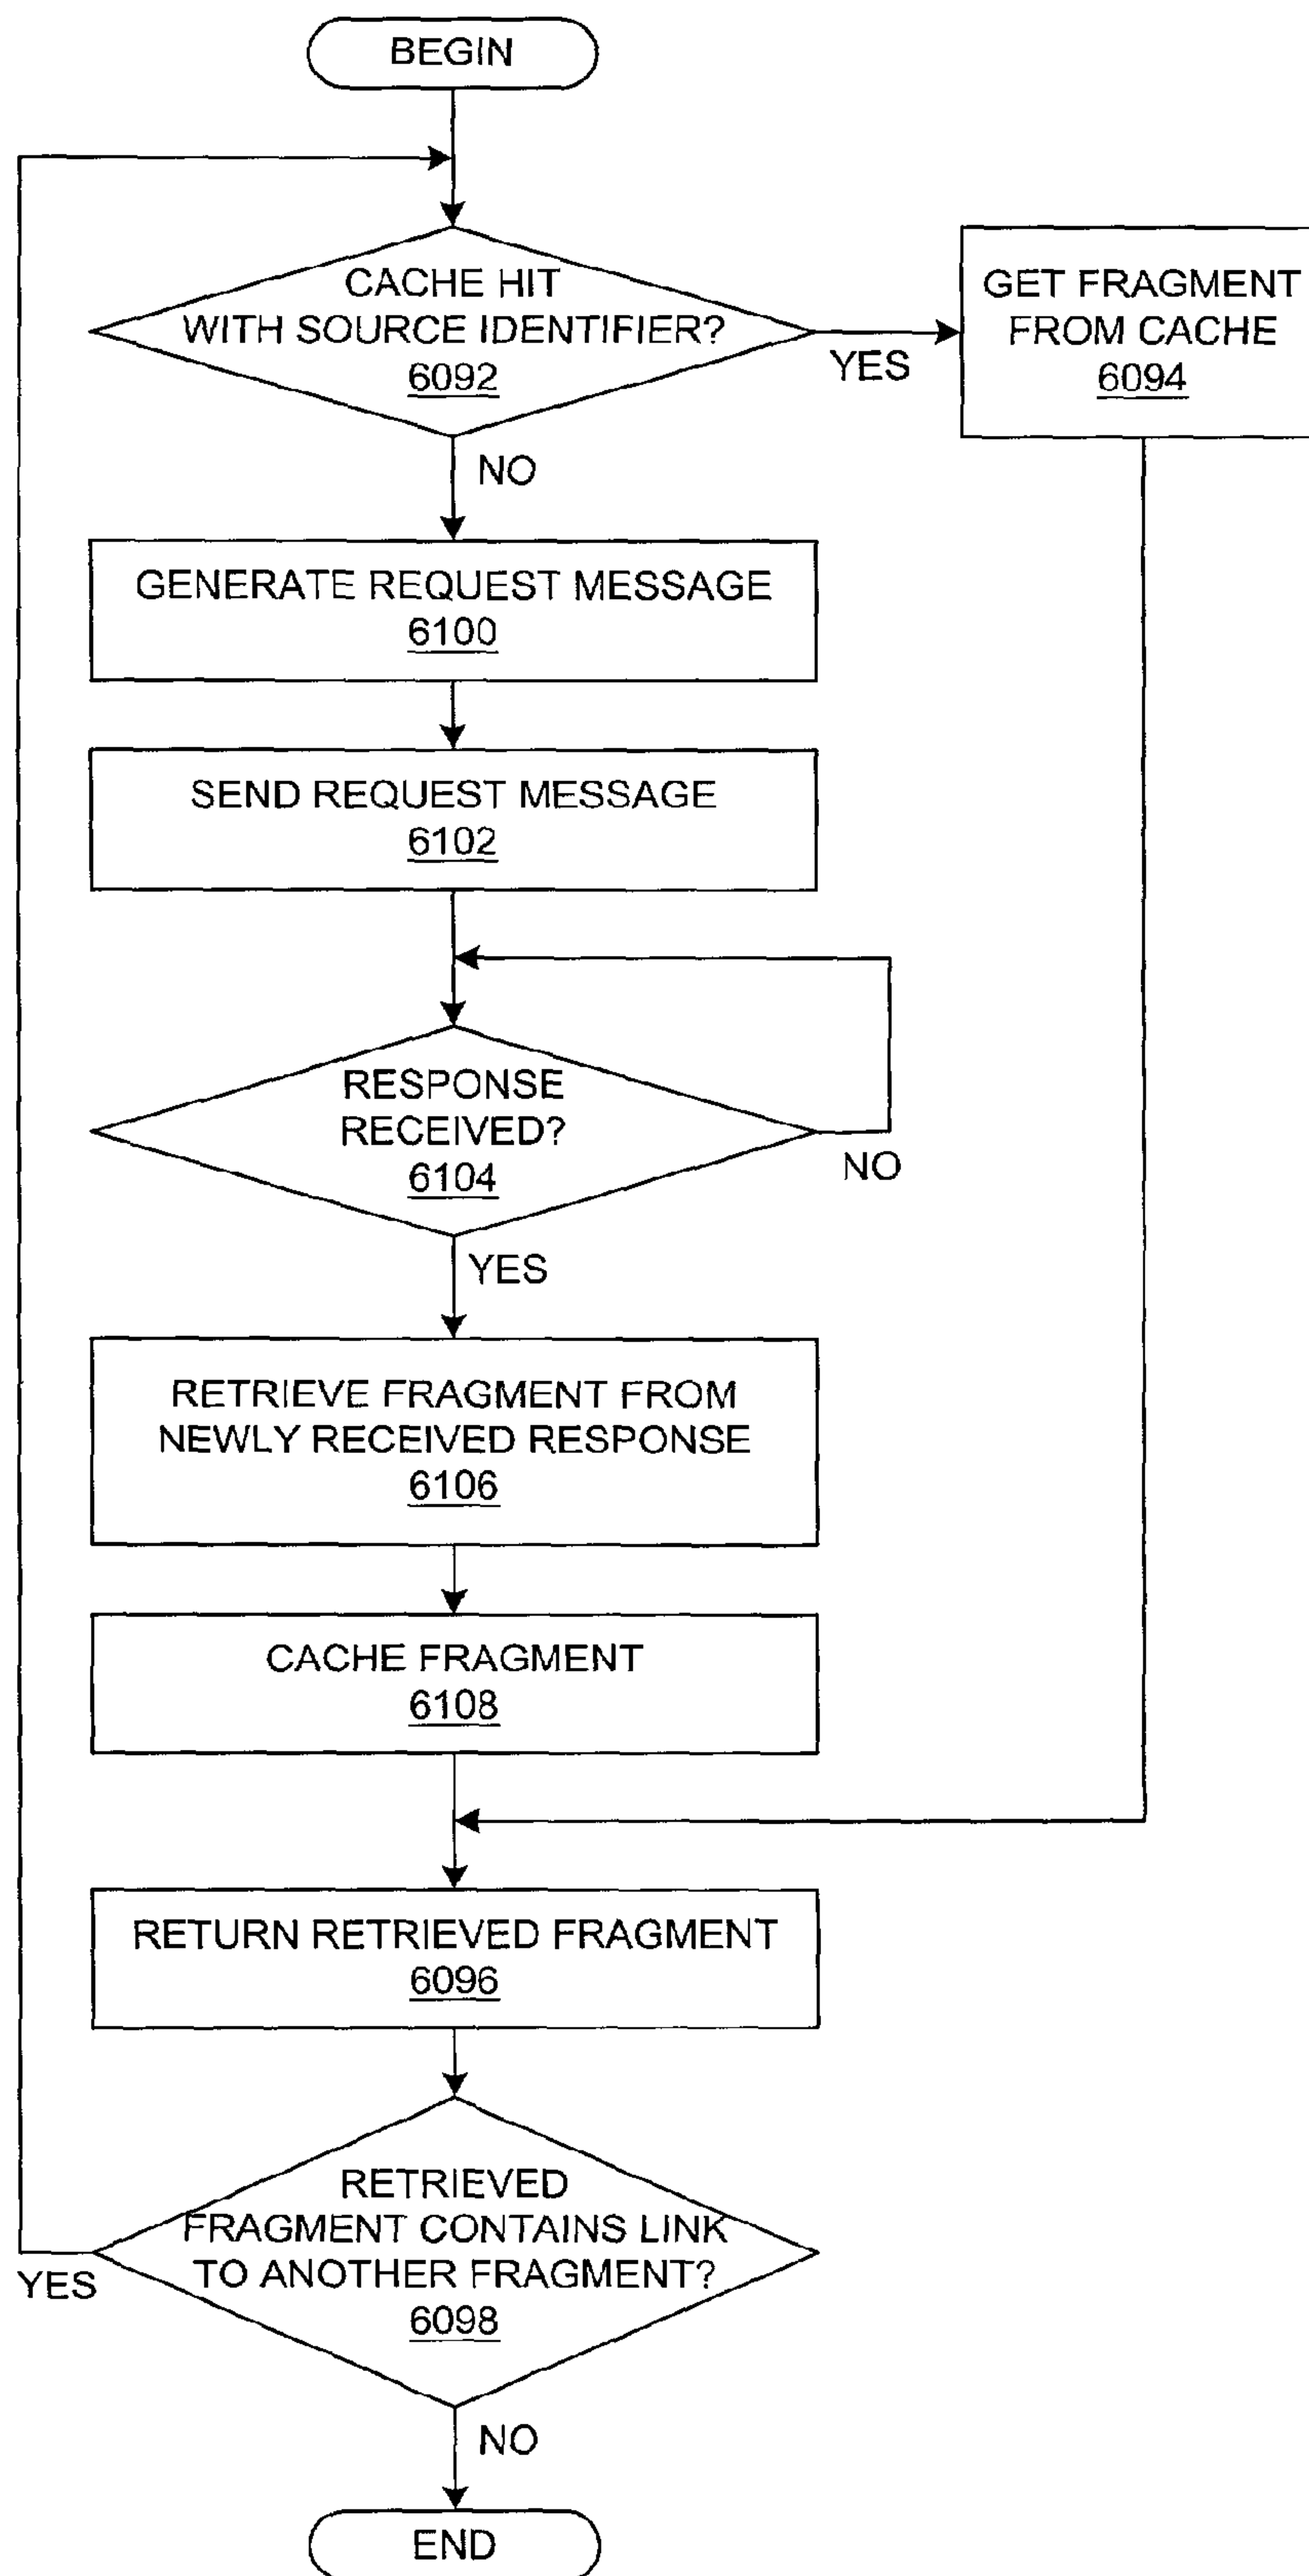 BEGIN
CACHE HIT
WITH SOURCE IDENTIFIER?
6092
YES
GET FRAGMENT
FROM CACHE
6094
NO
GENERATE REQUEST MESSAGE
6100
SEND REQUEST MESSAGE
6102
RESPONSE
RECEIVED?
6104
NO
YES
RETRIEVE FRAGMENT FROM
NEWLY RECEIVED RESPONSE
6106
CACHE FRAGMENT
6108
RETURN RETRIEVED FRAGMENT
6096
RETRIEVED
FRAGMENT CONTAINS LINK
TO ANOTHER FRAGMENT?
6098
YES
NO
END